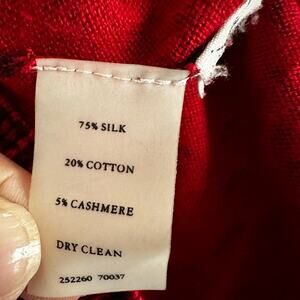 75% SILK
20% COTTON
5% CASHMERE
DRY CLEAN
252260 70037